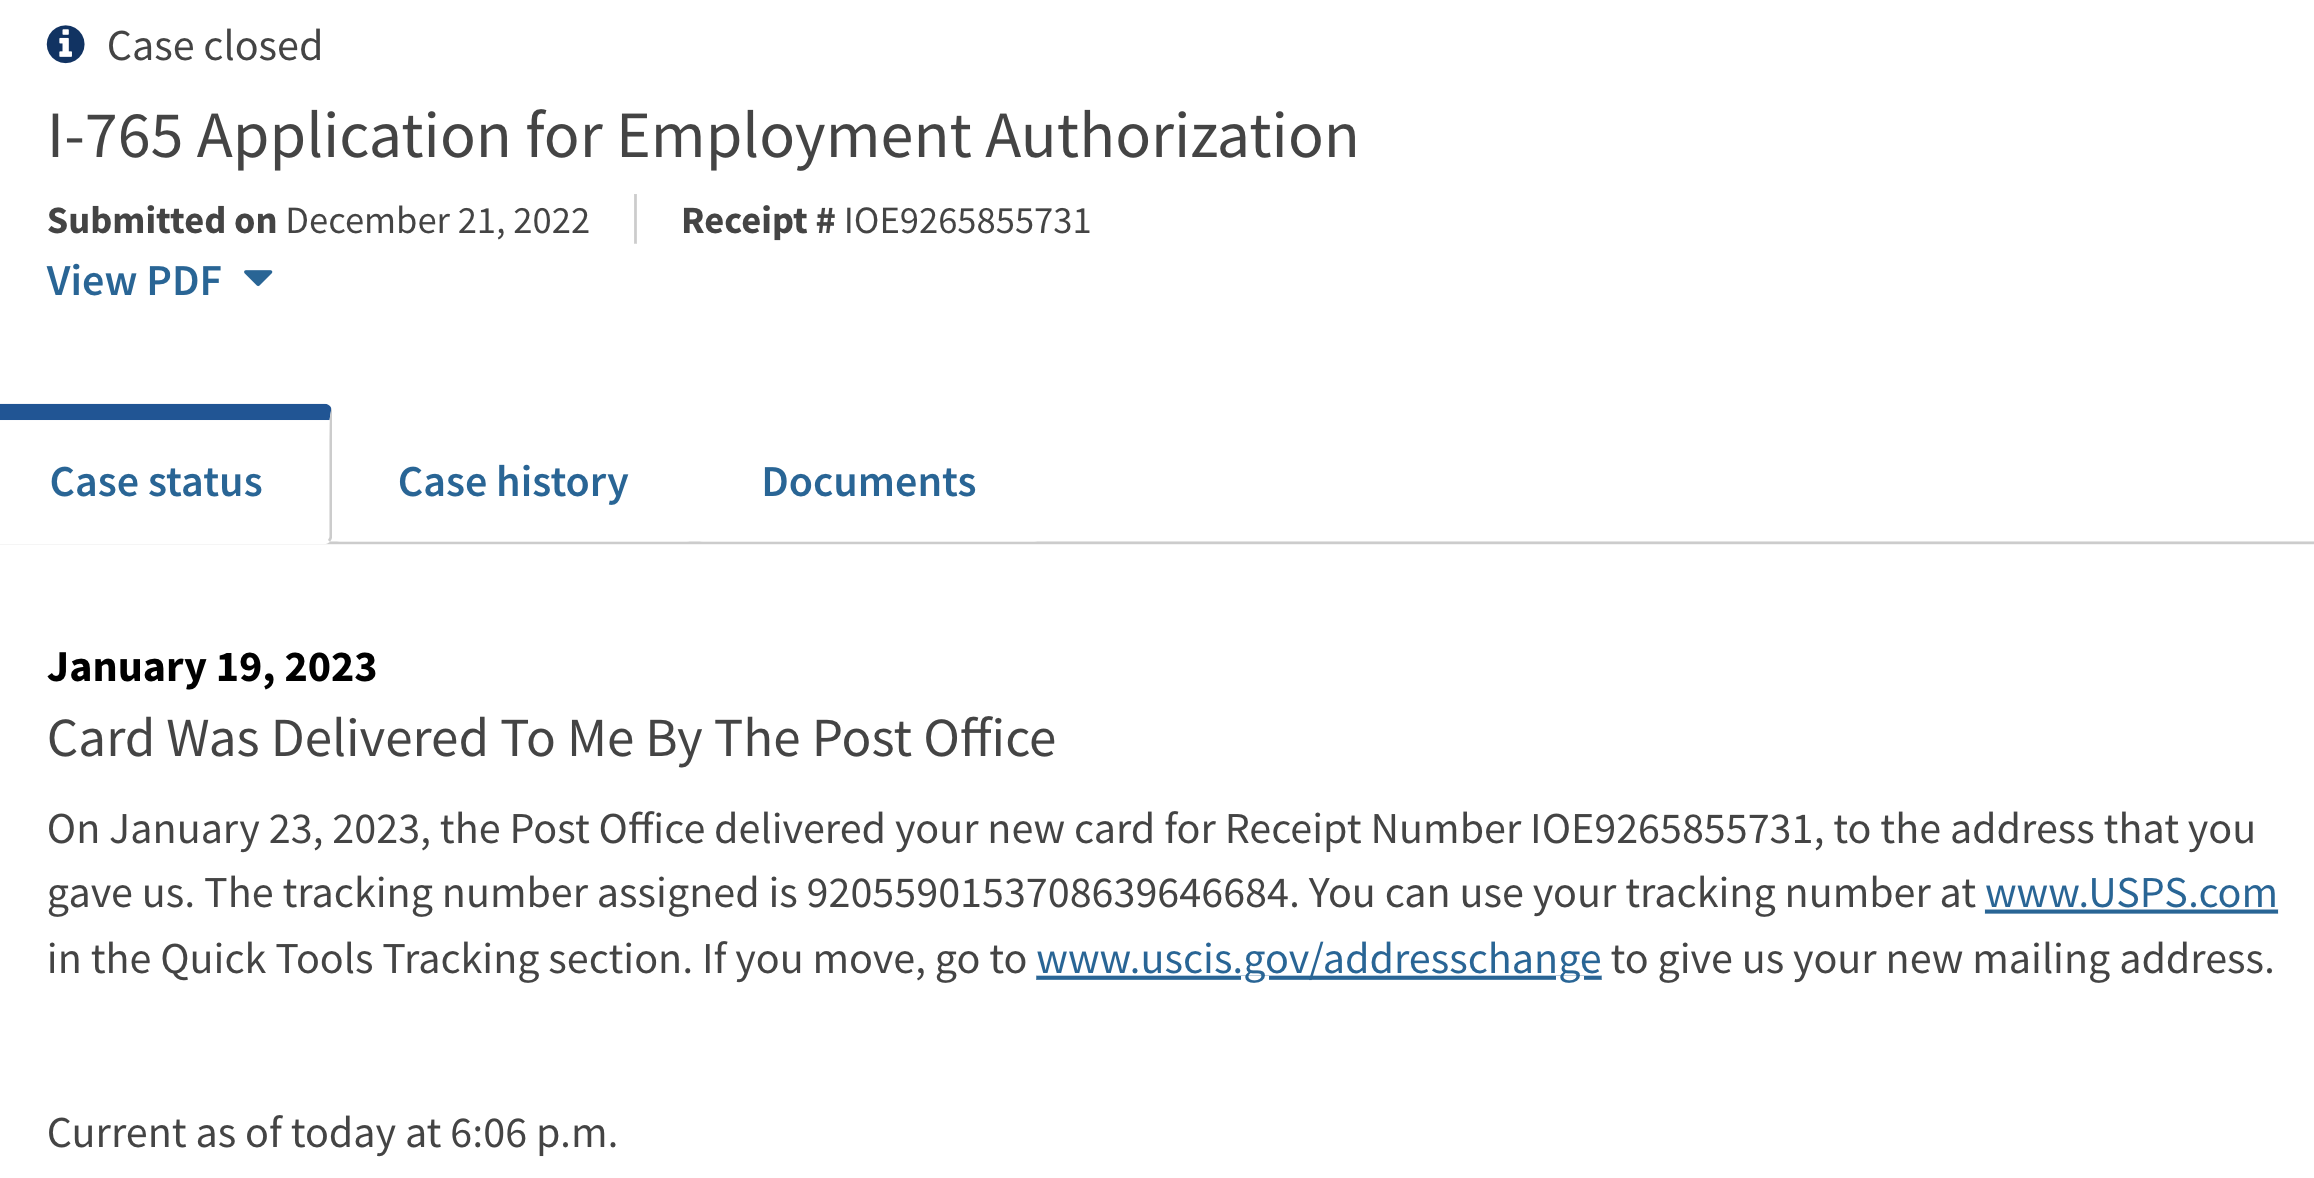 Case closed
I-765 Application for Employment Authorization
Submitted on December 21, 2022 Receipt # IOE9265855731
View PDF
Case status Case history Documents
January 19, 2023
Card Was Delivered To Me By The Post Office
On January 23, 2023, the Post Office delivered your new card for Receipt Number IOE9265855731, to the address that you
gave us. The tracking number assigned is 9205590153708639646684. You can use your tracking number at www.USPS.com
in the Quick Tools Tracking section. If you move, go to www.uscis.gov/addresschange to give us your new mailing address.
Current as of today at 6:06 p.m.